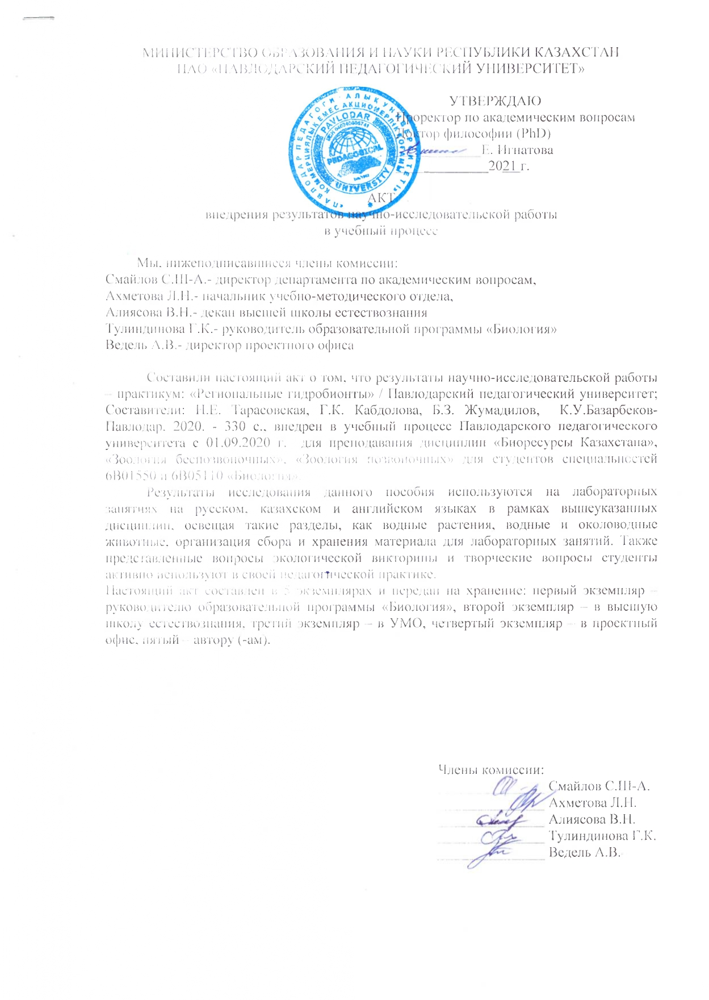 МИНИСТЕРСТВО ОБРАЗОВАНИЯ И НАУКИ РЕСПУБЛИКИ КАЗАХСТАН
НАО «ПАВЛОДАРСКИЙ ПЕДАГОГИЧЕСКИЙ УНИВЕРСИТЕТ»
УТВЕРЖДАЮ
Проректор по академическим вопросам
Доктор философии (PhD)
Е. Игнатова
2021 г.
PAVLODAR
PEDAGOGICAL
UNIVERSITY
АКТ
внедрения результатов научно-исследовательской работы
в учебный процесс
Мы, нижеподписавшиеся члены комиссии:
Смайлов С.Ш-А.- директор департамента по академическим вопросам,
Ахметова Л.Н.- начальник учебно-методического отдела,
Алиясова В.Н.- декан высшей школы естествознания
Тулиндинова Г.К.- руководитель образовательной программы «Биология»
Ведель А.В.- директор проектного офиса
Составили настоящий акт о том, что результаты научно-исследовательской работы
– практикум: «Региональные гидробионты» / Павлодарский педагогический университет;
Составители: Н.Е. Тарасовская, Г.К. Кабдолова, Б.З. Жумадилов, К.У.Базарбеков-
Павлодар. 2020. - 330 с., внедрен в учебный процесс Павлодарского педагогического
университета с 01.09.2020 г. для преподавания дисциплин «Биоресурсы Казахстана»,
«Зоология беспозвоночных», «Зоология позвоночных» для студентов специальностей
6В01550 и 6В05110 «Биология».
Результаты исследования данного пособия используются на лабораторных
занятиях на русском, казахском и английском языках в рамках вышеуказанных
дисциплин, освещая такие разделы, как водные растения, водные и околоводные
животные, организация сбора и хранения материала для лабораторных занятий. Также
представленные вопросы экологической викторины и творческие вопросы студенты
активно используют в своей педагогической практике.
Настоящий акт составлен в 5 экземплярах и передан на хранение: первый экземпляр –
руководителю образовательной программы «Биология», второй экземпляр – в высшую
школу естествознания, третий экземпляр – в УМО, четвертый экземпляр – в проектный
офис, пятый – автору (-ам).
Члены комиссии:
Смайлов С.Ш-А.
Ахметова Л.Н.
Алиясова В.Н.
Тулиндинова Г.К.
Ведель А.В.